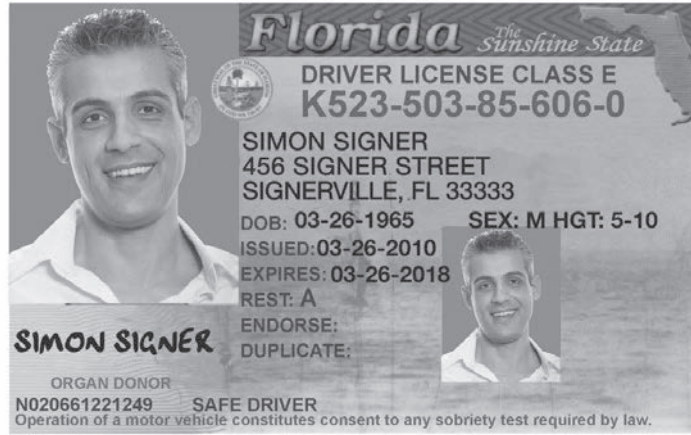 Florida The Sunshine State
DRIVER LICENSE CLASS E
K523-503-85-606-0
SIMON SIGNER
456 SIGNER STREET
SIGNERVILLE, FL 33333
DOB: 03-26-1965 SEX: M HGT: 5-10
ISSUED: 03-26-2010
EXPIRES: 03-26-2018
REST: A
ENDORSE:
DUPLICATE:
SIMON SIGNER
ORGAN DONOR
N020661221249 SAFE DRIVER
Operation of a motor vehicle constitutes consent to any sobriety test required by law.